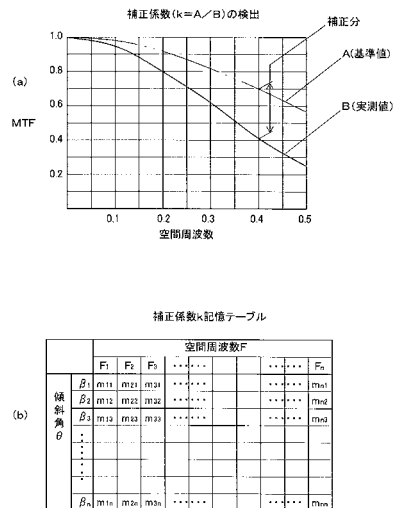 補正係数(k=A/B)の検出
補正分
(a)
MTF
1.0
0.8
0.6
0.4
0.2
A(基準値)
B(実測値)
0.1 0.2 0.3 0.4 0.5
空間周波数
補正係数k記憶テーブル
(b)
空間周波数F
F1 F2 F3 ...... ...... Fn
傾斜角θ
β1 m11 m21 m31 ...... ...... mn1
β2 m12 m22 m32 ...... ...... mn2
β3 m13 m23 m33 ...... ...... mn3
βn m1n m2n m3n ...... ...... mnn